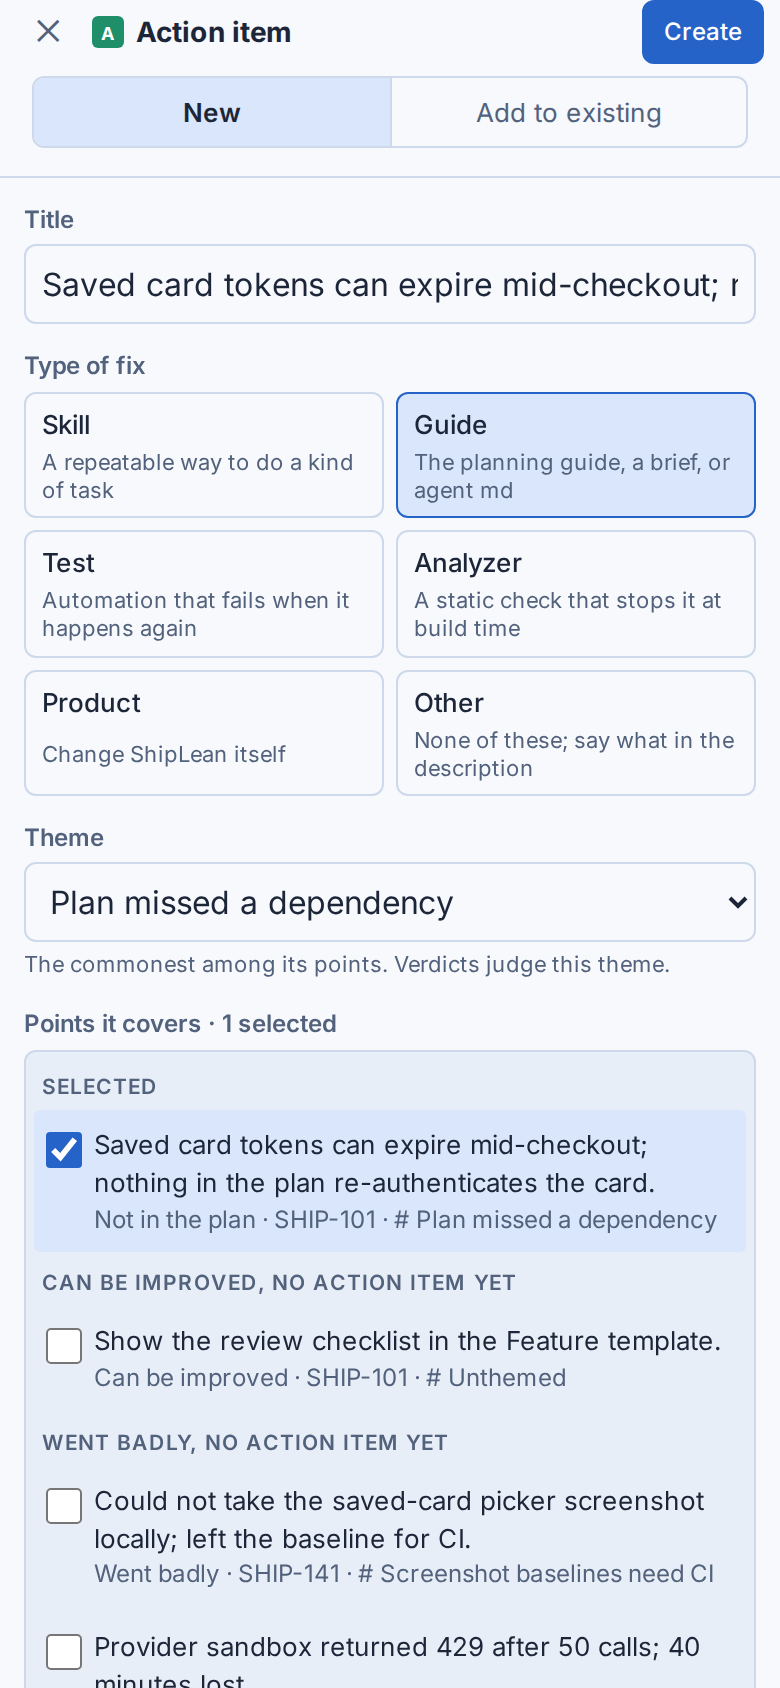 A Action item
Create
New
Add to existing
Title
Saved card tokens can expire mid-checkout;
Type of fix
Skill
A repeatable way to do a kind
of task
Guide
The planning guide, a brief, or
agent md
Test
Automation that fails when it
happens again
Analyzer
A static check that stops it at
build time
Product
Change ShipLean itself
Other
None of these; say what in the
description
Theme
Plan missed a dependency
The commonest among its points. Verdicts judge this theme.
Points it covers · 1 selected
SELECTED
Saved card tokens can expire mid-checkout;
nothing in the plan re-authenticates the card.
Not in the plan · SHIP-101 · # Plan missed a dependency
CAN BE IMPROVED, NO ACTION ITEM YET
Show the review checklist in the Feature template.
Can be improved · SHIP-101 · # Unthemed
WENT BADLY, NO ACTION ITEM YET
Could not take the saved-card picker screenshot
locally; left the baseline for CI.
Went badly · SHIP-141 · # Screenshot baselines need CI
Provider sandbox returned 429 after 50 calls; 40
minutes lost